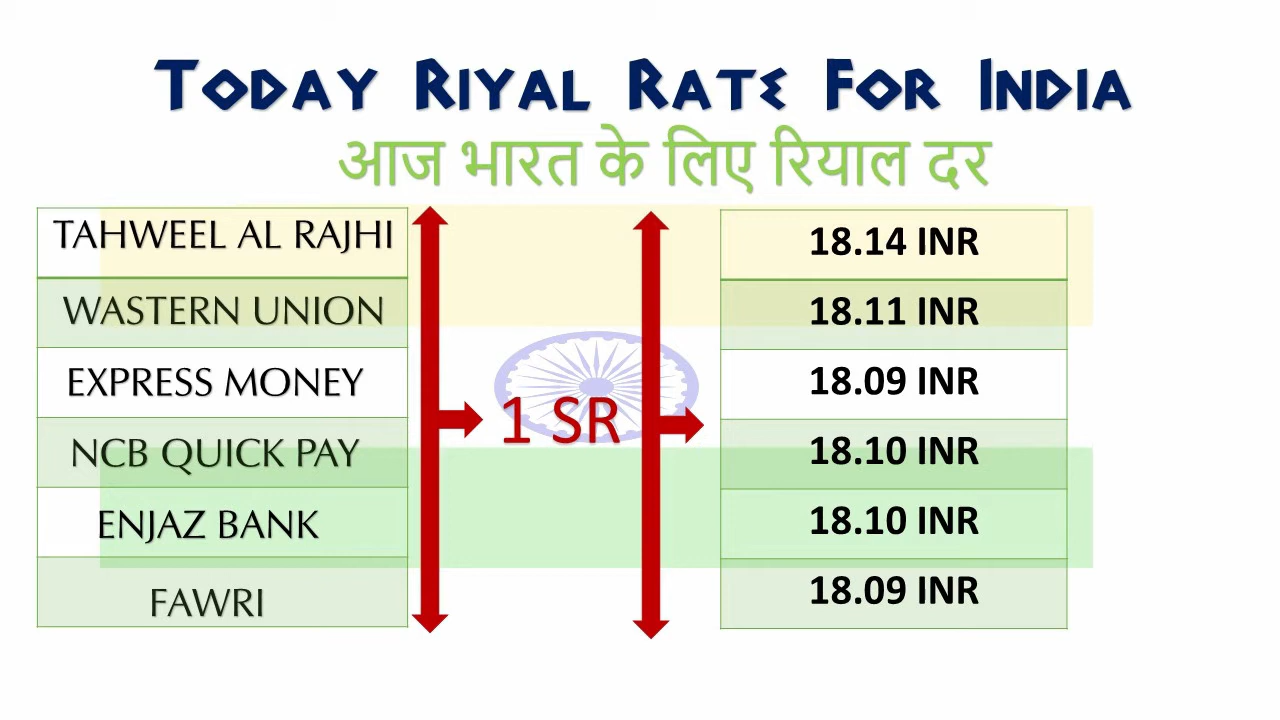 TODAY RIYAL RATE FOR INDIA
आज भारत के लिए रियाल दर
TAHWEEL AL RAJHI 18.14 INR
WASTERN UNION 18.11 INR
EXPRESS MONEY 18.09 INR
1 SR
NCB QUICK PAY 18.10 INR
ENJAZ BANK 18.10 INR
FAWRI 18.09 INR